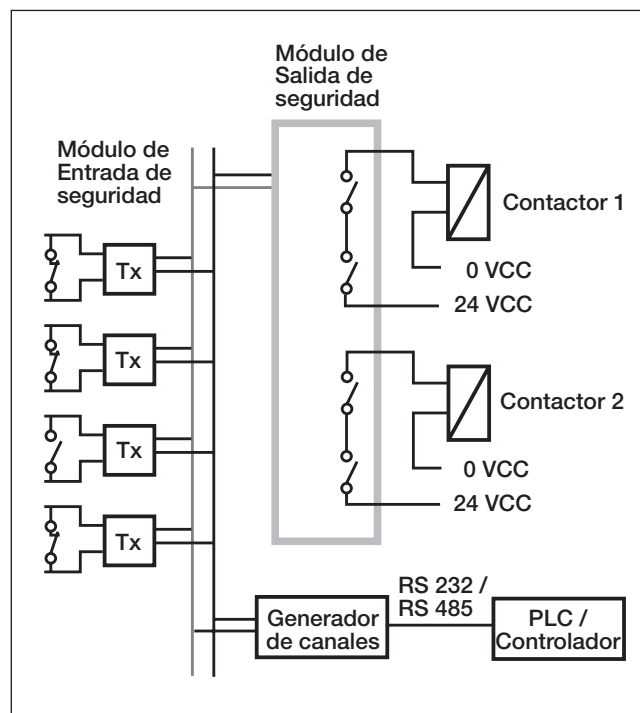 Módulo de
Salida de
seguridad
Módulo de
Entrada de
seguridad
Contactor 1
Tx
0 VCC
24 VCC
Tx
Contactor 2
Tx
0 VCC
24 VCC
Tx
RS 232 /
RS 485
Generador
de canales
PLC /
Controlador